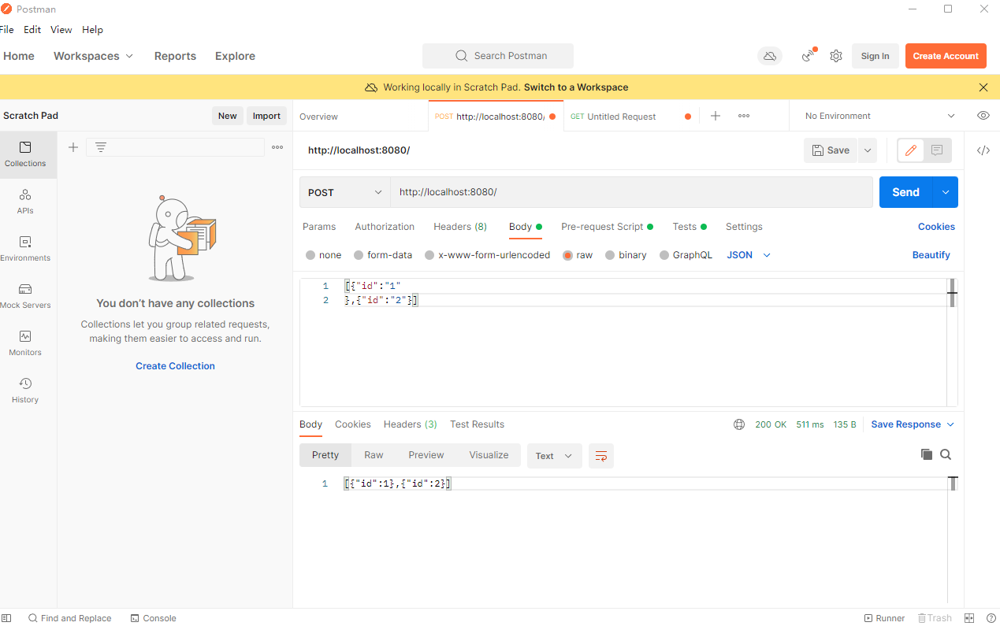 Postman
File Edit View Help
Home Workspaces Reports Explore Search Postman Sign In Create Account
Working locally in Scratch Pad. Switch to a Workspace
Scratch Pad New Import Overview POST http://localhost:8080/ GET Untitled Request No Environment
http://localhost:8080/ Save
Collections
POST http://localhost:8080/ Send
APIs
Params Authorization Headers (8) Body Pre-request Script Tests Settings Cookies
none form-data x-www-form-urlencoded raw binary GraphQL JSON Beautify
Environments
1 [{"id":"1"
2 },{"id":"2"}]
Mock Servers
You don’t have any collections
Collections let you group related requests,
making them easier to access and run.
Monitors
Create Collection
History
Body Cookies Headers (3) Test Results 200 OK 511 ms 135 B Save Response
Pretty Raw Preview Visualize Text
1 [{"id":1},{"id":2}]
Find and Replace Console Runner Trash